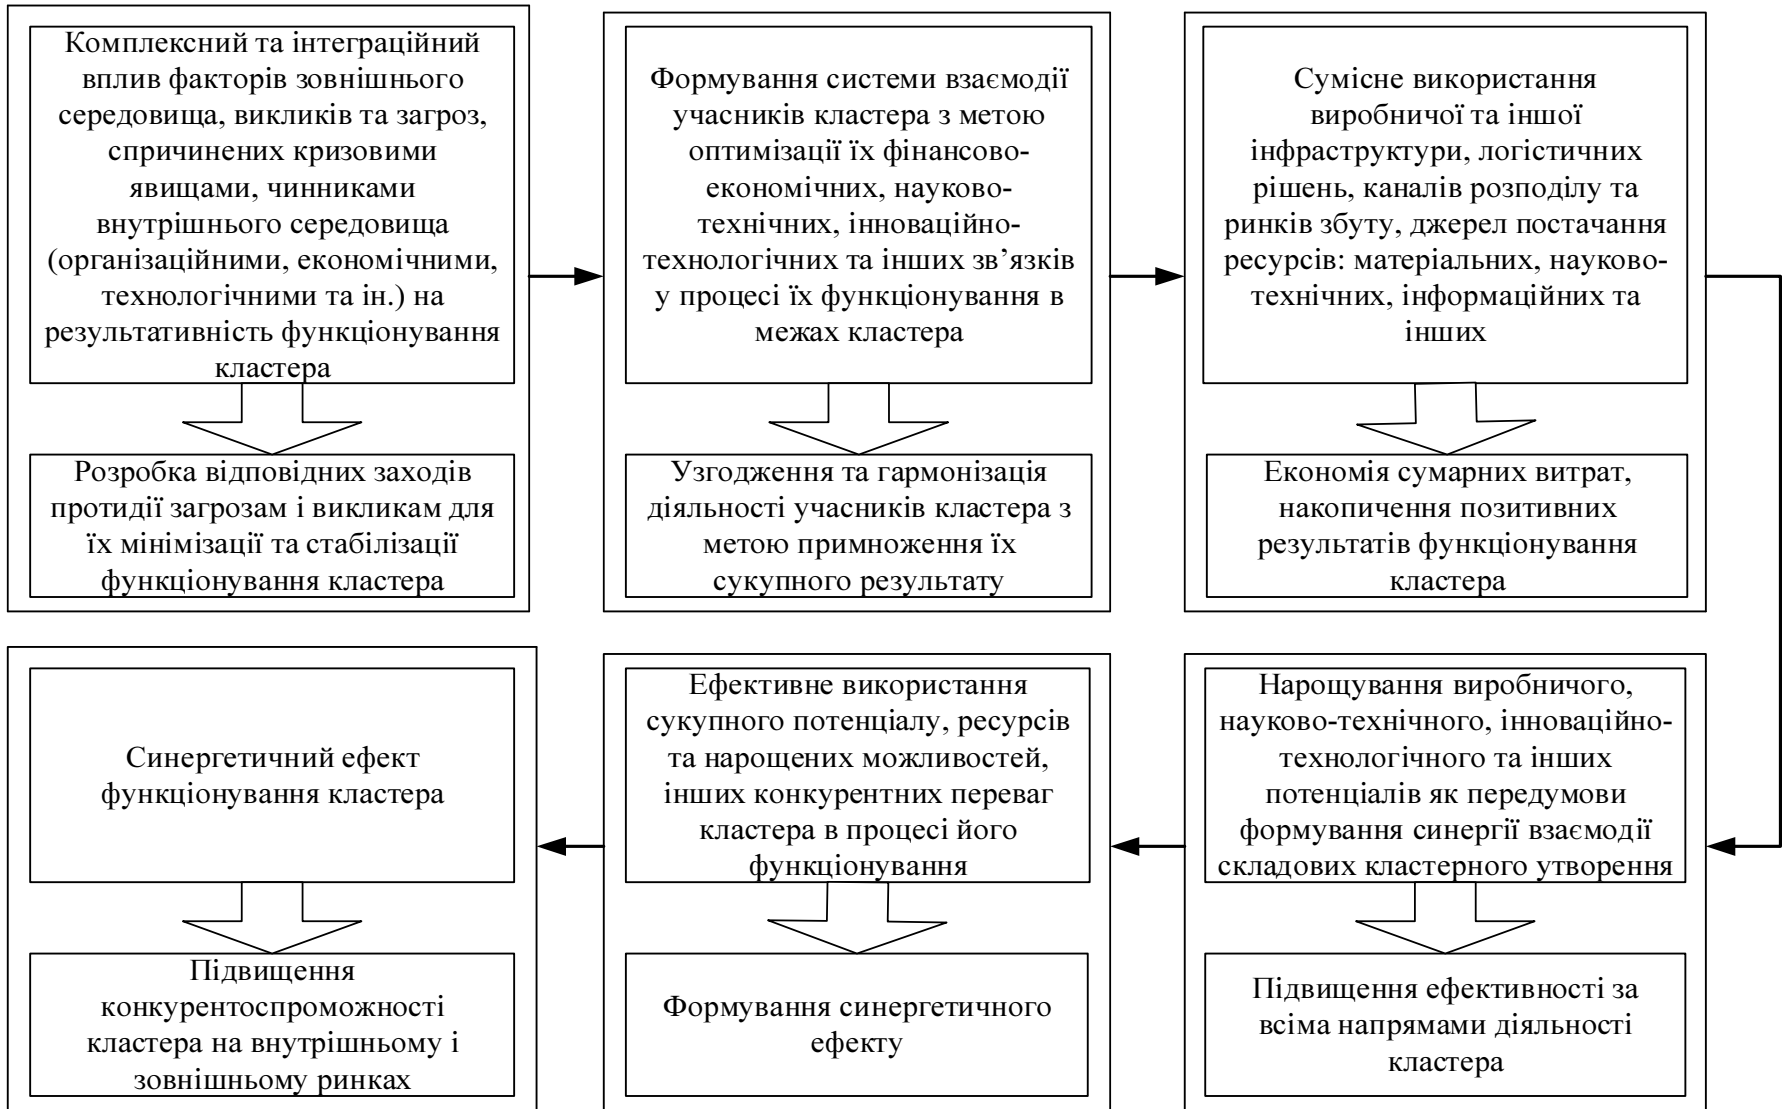 Комплексний та інтеграційний
вплив факторів зовнішнього
середовища, викликів та загроз,
спричинених кризовими
явищами, чинниками
внутрішнього середовища
(організаційними, економічними,
технологічними та ін.) на
результативність функціонування
кластера
Розробка відповідних заходів
протидії загрозам і викликам для
їх мінімізації та стабілізації
функціонування кластера
Формування системи взаємодії
учасників кластера з метою
оптимізації їх фінансово-
економічних, науково-
технічних, інноваційно-
технологічних та інших зв’язків
у процесі їх функціонування в
межах кластера
Узгодження та гармонізація
діяльності учасників кластера з
метою примноження їх
сукупного результату
Сумісне використання
виробничої та іншої
інфраструктури, логістичних
рішень, каналів розподілу та
ринків збуту, джерел постачання
ресурсів: матеріальних, науково-
технічних, інформаційних та
інших
Економія сумарних витрат,
накопичення позитивних
результатів функціонування
кластера
Нарощування виробничого,
науково-технічного, інноваційно-
технологічного та інших
потенціалів як передумови
формування синергії взаємодії
складових кластерного утворення
Підвищення ефективності за
всіма напрямами діяльності
кластера
Ефективне використання
сукупного потенціалу, ресурсів
та нарощених можливостей,
інших конкурентних переваг
кластера в процесі його
функціонування
Формування синергетичного
ефекту
Синергетичний ефект
функціонування кластера
Підвищення
конкурентоспроможності
кластера на внутрішньому і
зовнішньому ринках